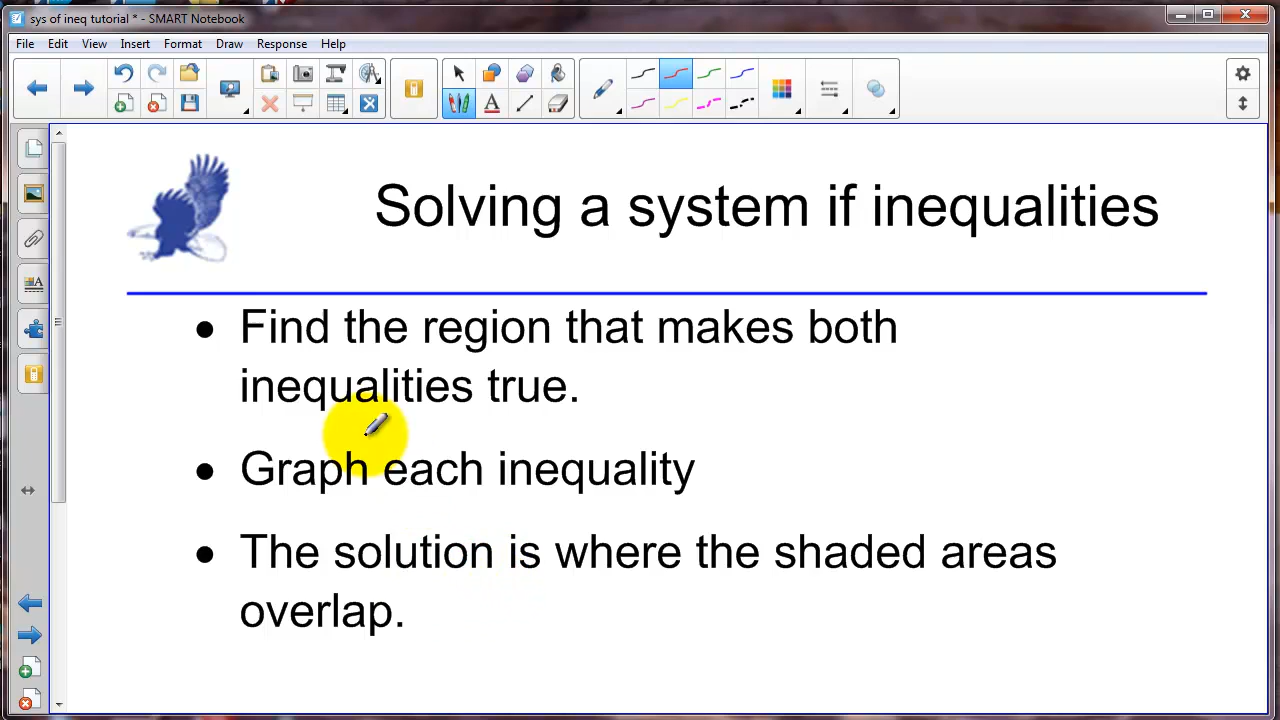 sys of ineq tutorial * - SMART Notebook
File Edit View Insert Format Draw Response Help
Solving a system if inequalities
• Find the region that makes both
inequalities true.
• Graph each inequality
• The solution is where the shaded areas
overlap.